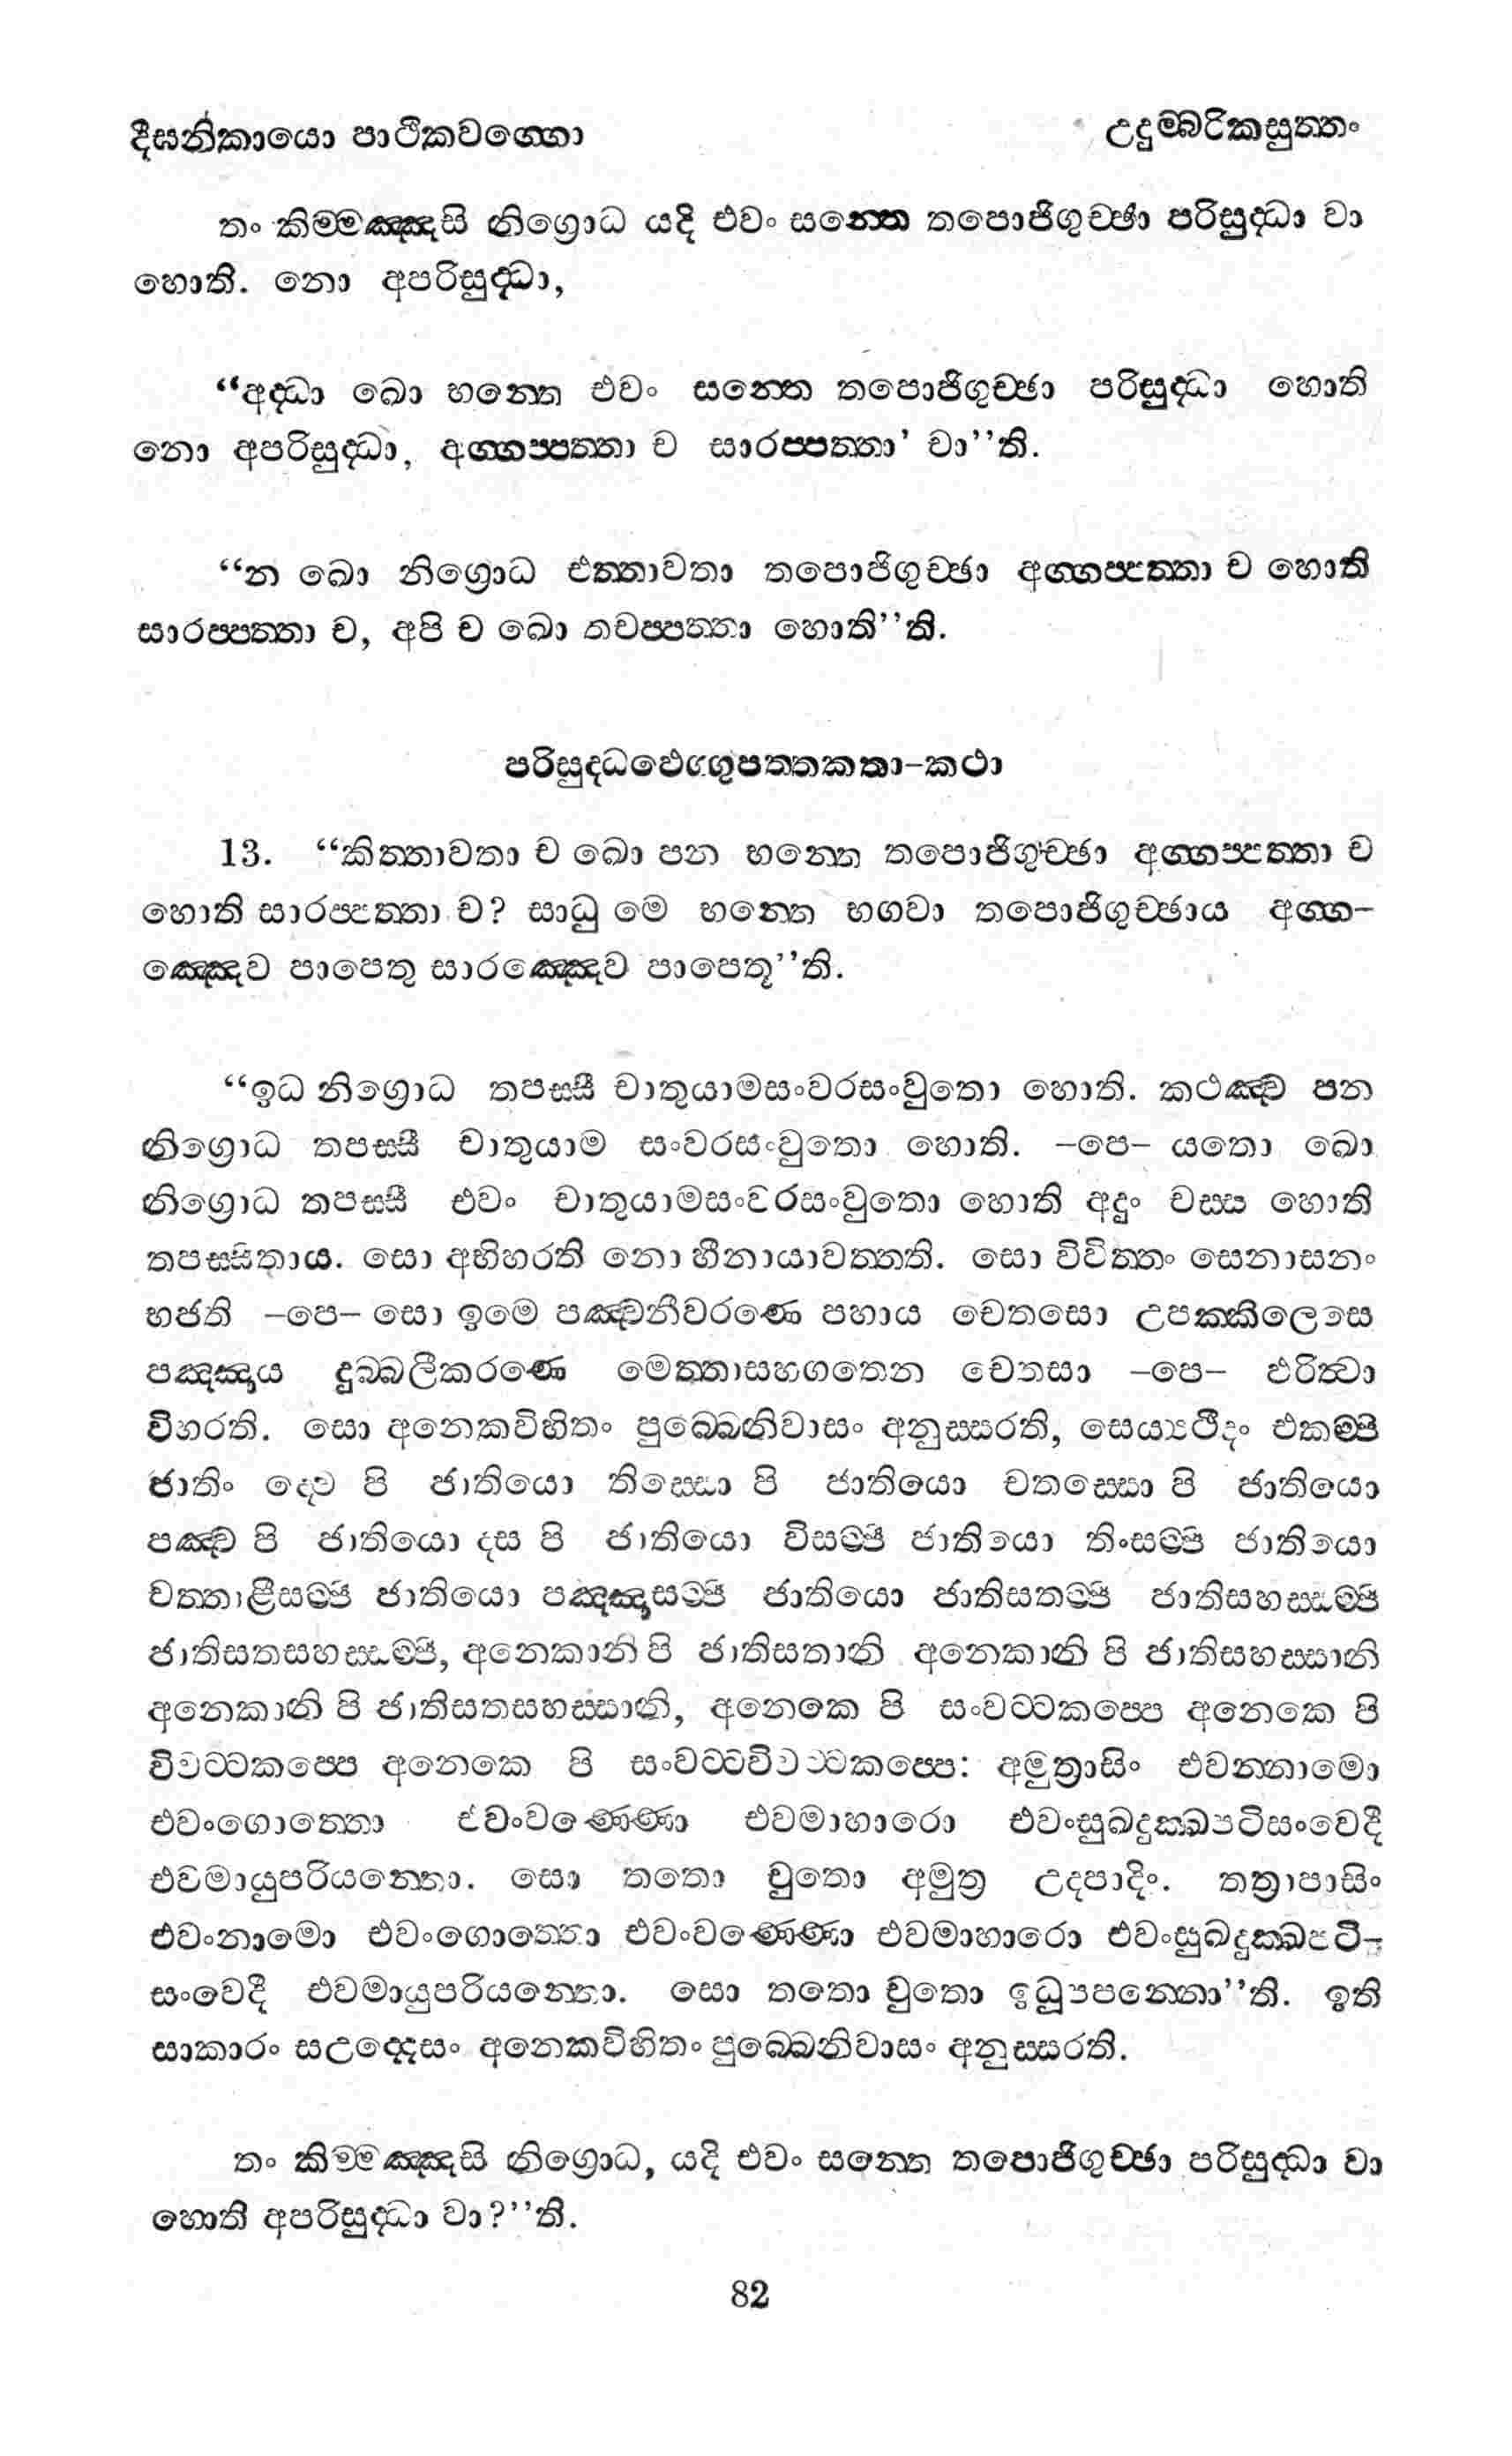 දීඝනිකායො පාථිකවග්ගො
උදුම්බරිකසුත්තං
තං කිම්මඤ්ඤසි නිග්‍රොධ යදි එවං සන්තෙ තපොජිගුච්ඡා පරිසුද්ධා වා
හොති. නො අපරිසුද්ධා,
“අද්ධා ඛො භන්තෙ එවං සන්තෙ තපොජිගුච්ඡා පරිසුද්ධා හොති
නො අපරිසුද්ධා, අග්ගප්පත්තා ච සාරප්පත්තා’ චා’’ති.
“න ඛො නිග්‍රොධ එත්තාවතා තපොජිගුච්ඡා අග්ගප්පත්තා ච හොති
සාරප්පත්තා ච, අපි ච ඛො තචප්පත්තා හොති’’ති.
පරිසුද්ධඵෙග්ගුපත්තකතා-කථා
13. “කිත්තාවතා ච ඛො පන භන්තෙ තපොජිගුච්ඡා අග්ගප්පත්තා ච
හොති සාරප්පත්තා ච? සාධු මෙ භන්තෙ භගවා තපොජිගුච්ඡාය අග්ග-
ඤ්ඤෙව පාපෙතු සාරඤ්ඤෙව පාපෙතූ’’ති.
“ඉධ නිග්‍රොධ තපස්සී චාතුයාමසංවරසංවුතො හොති. කථඤ්ච පන
නිග්‍රොධ තපස්සී චාතුයාම සංවරසංවුතො හොති. –පෙ– යතො ඛො
නිග්‍රොධ තපස්සී එවං චාතුයාමසංවරසංවුතො හොති අදුං චස්ස හොති
තපස්සිතාය. සො අභිහරති නො හීනායාවත්තති. සො විවිත්තං සෙනාසනං
භජති –පෙ– සො ඉමෙ පඤ්චනීවරණෙ පහාය චෙතසො උපක්කිලෙසෙ
පඤ්ඤාය දුබ්බලීකරණෙ මෙත්තාසහගතෙන චෙතසා –පෙ– ඵරිත්වා
විහරති. සො අනෙකවිහිතං පුබ්බෙනිවාසං අනුස්සරති, සෙය්‍යථීදං එකම්පි
ජාතිං ද්වෙ පි ජාතියො තිස්සො පි ජාතියො චතස්සො පි ජාතියො
පඤ්ච පි ජාතියො දස පි ජාතියො විසම්පි ජාතියො තිංසම්පි ජාතියො
චත්තාළීසම්පි ජාතියො පඤ්ඤාසම්පි ජාතියො ජාතිසතම්පි ජාතිසහස්සම්පි
ජාතිසතසහස්සම්පි, අනෙකානි පි ජාතිසතානි අනෙකානි පි ජාතිසහස්සානි
අනෙකානි පි ජාතිසතසහස්සානි, අනෙකෙ පි සංවට්ටකප්පෙ අනෙකෙ පි
විවට්ටකප්පෙ අනෙකෙ පි සංවට්ටවිවට්ටකප්පෙ: අමුත්‍රාසිං එවන්නාමො
එවංගොත්තො එවංවණ්ණො එවමාහාරො එවංසුඛදුක්ඛපටිසංවෙදී
එවමායුපරියන්තො. සො තතො චුතො අමුත්‍ර උදපාදිං. තත්‍රාපාසිං
එවංනාමො එවංගොත්තො එවංවණ්ණො එවමාහාරො එවංසුඛදුක්ඛපටි-
සංවෙදී එවමායුපරියන්තො. සො තතො චුතො ඉධූපපන්නො’’ති. ඉති
සාකාරං සඋද්දෙසං අනෙකවිහිතං පුබ්බෙනිවාසං අනුස්සරති.
තං කිම්මඤ්ඤසි නිග්‍රොධ, යදි එවං සන්තෙ තපොජිගුච්ඡා පරිසුද්ධා වා
හොති අපරිසුද්ධා වා?’’ති.
82